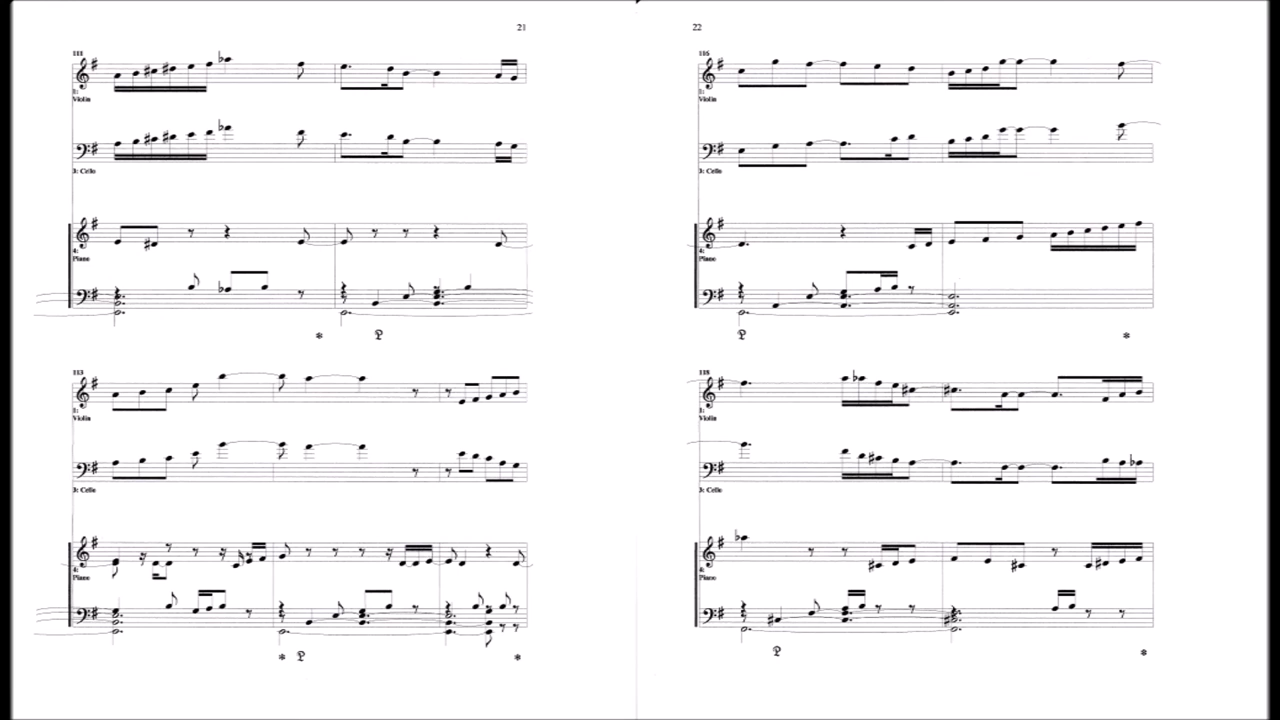 21
111
1:
Violin
3: Cello
4:
Piano
113
1:
Violin
3: Cello
4:
Piano
22
116
1:
Violin
3: Cello
4:
Piano
118
1:
Violin
3: Cello
4:
Piano